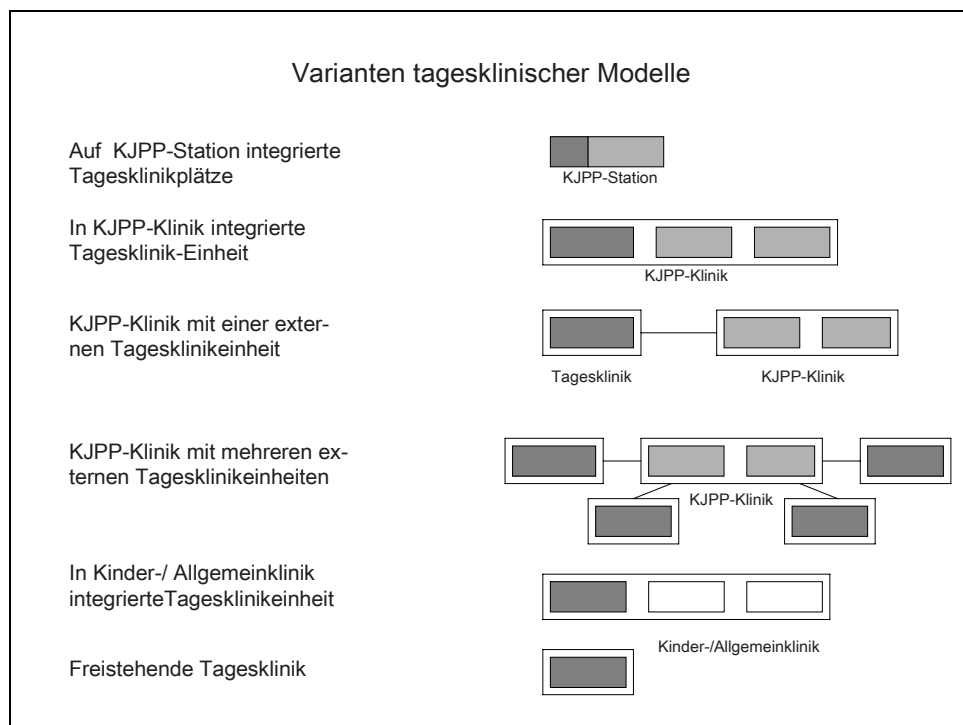 Varianten tagesklinischer Modelle
Auf KJPP-Station integrierte
Tagesklinikplätze
KJPP-Station
In KJPP-Klinik integrierte
Tagesklinik-Einheit
KJPP-Klinik
KJPP-Klinik mit einer exter-
nen Tagesklinikeinheit
Tagesklinik
KJPP-Klinik
KJPP-Klinik mit mehreren ex-
ternen Tagesklinikeinheiten
KJPP-Klinik
In Kinder-/ Allgemeinklinik
integrierteTagesklinikeinheit
Kinder-/Allgemeinklinik
Freistehende Tagesklinik